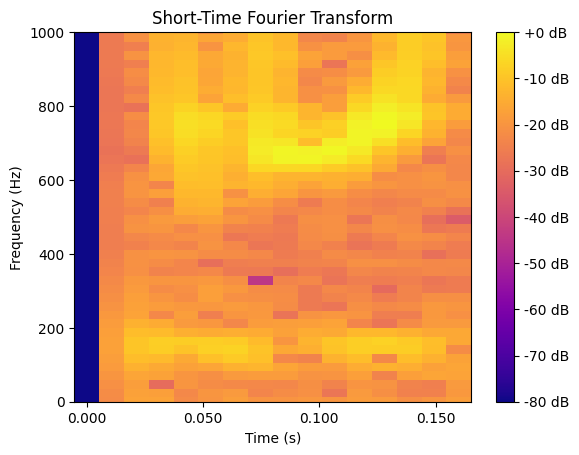 Short-Time Fourier Transform
Frequency (Hz)
1000
800
600
400
200
0
0.000
0.050
0.100
0.150
Time (s)
+0 dB
-10 dB
-20 dB
-30 dB
-40 dB
-50 dB
-60 dB
-70 dB
-80 dB